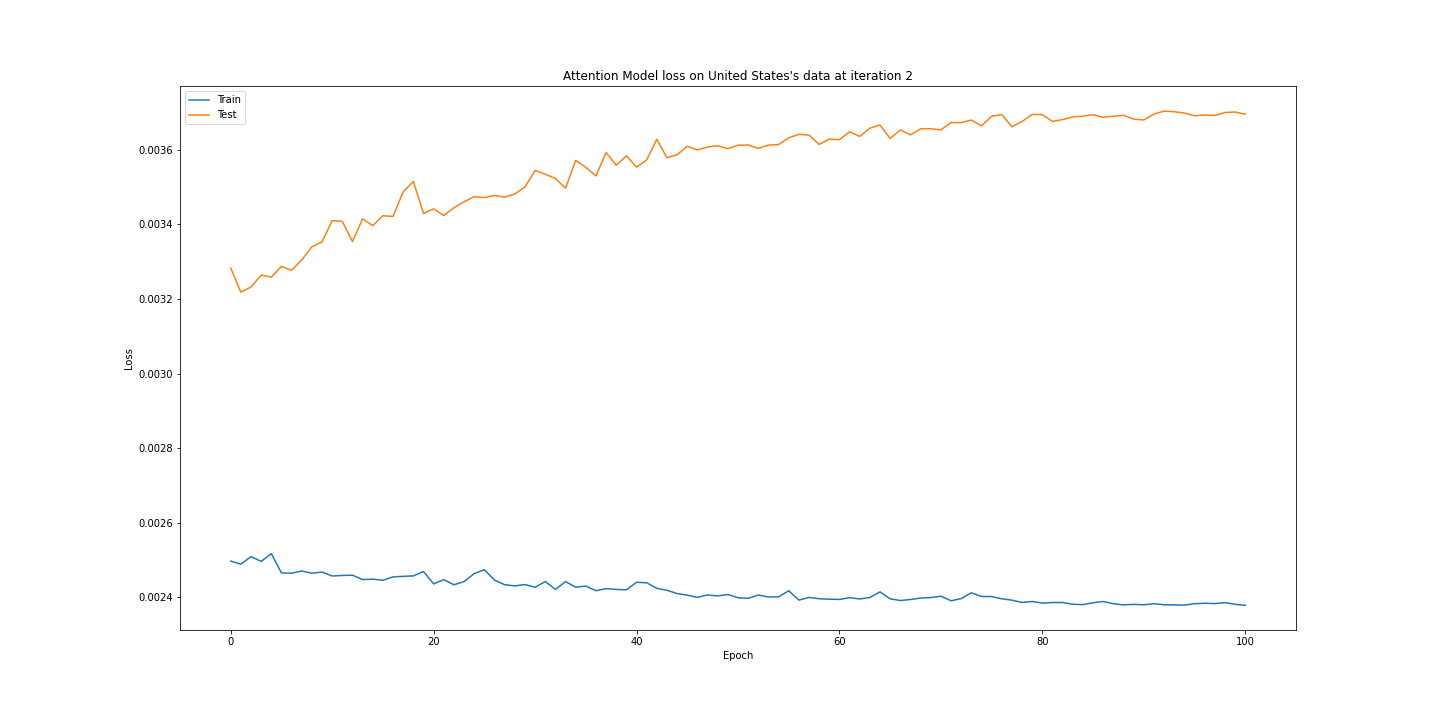 Attention Model loss on United States's data at iteration 2
Train
Test
0.0036
0.0034
0.0032
0.0030
0.0028
0.0026
0.0024
Loss
0 20 40 60 80 100
Epoch